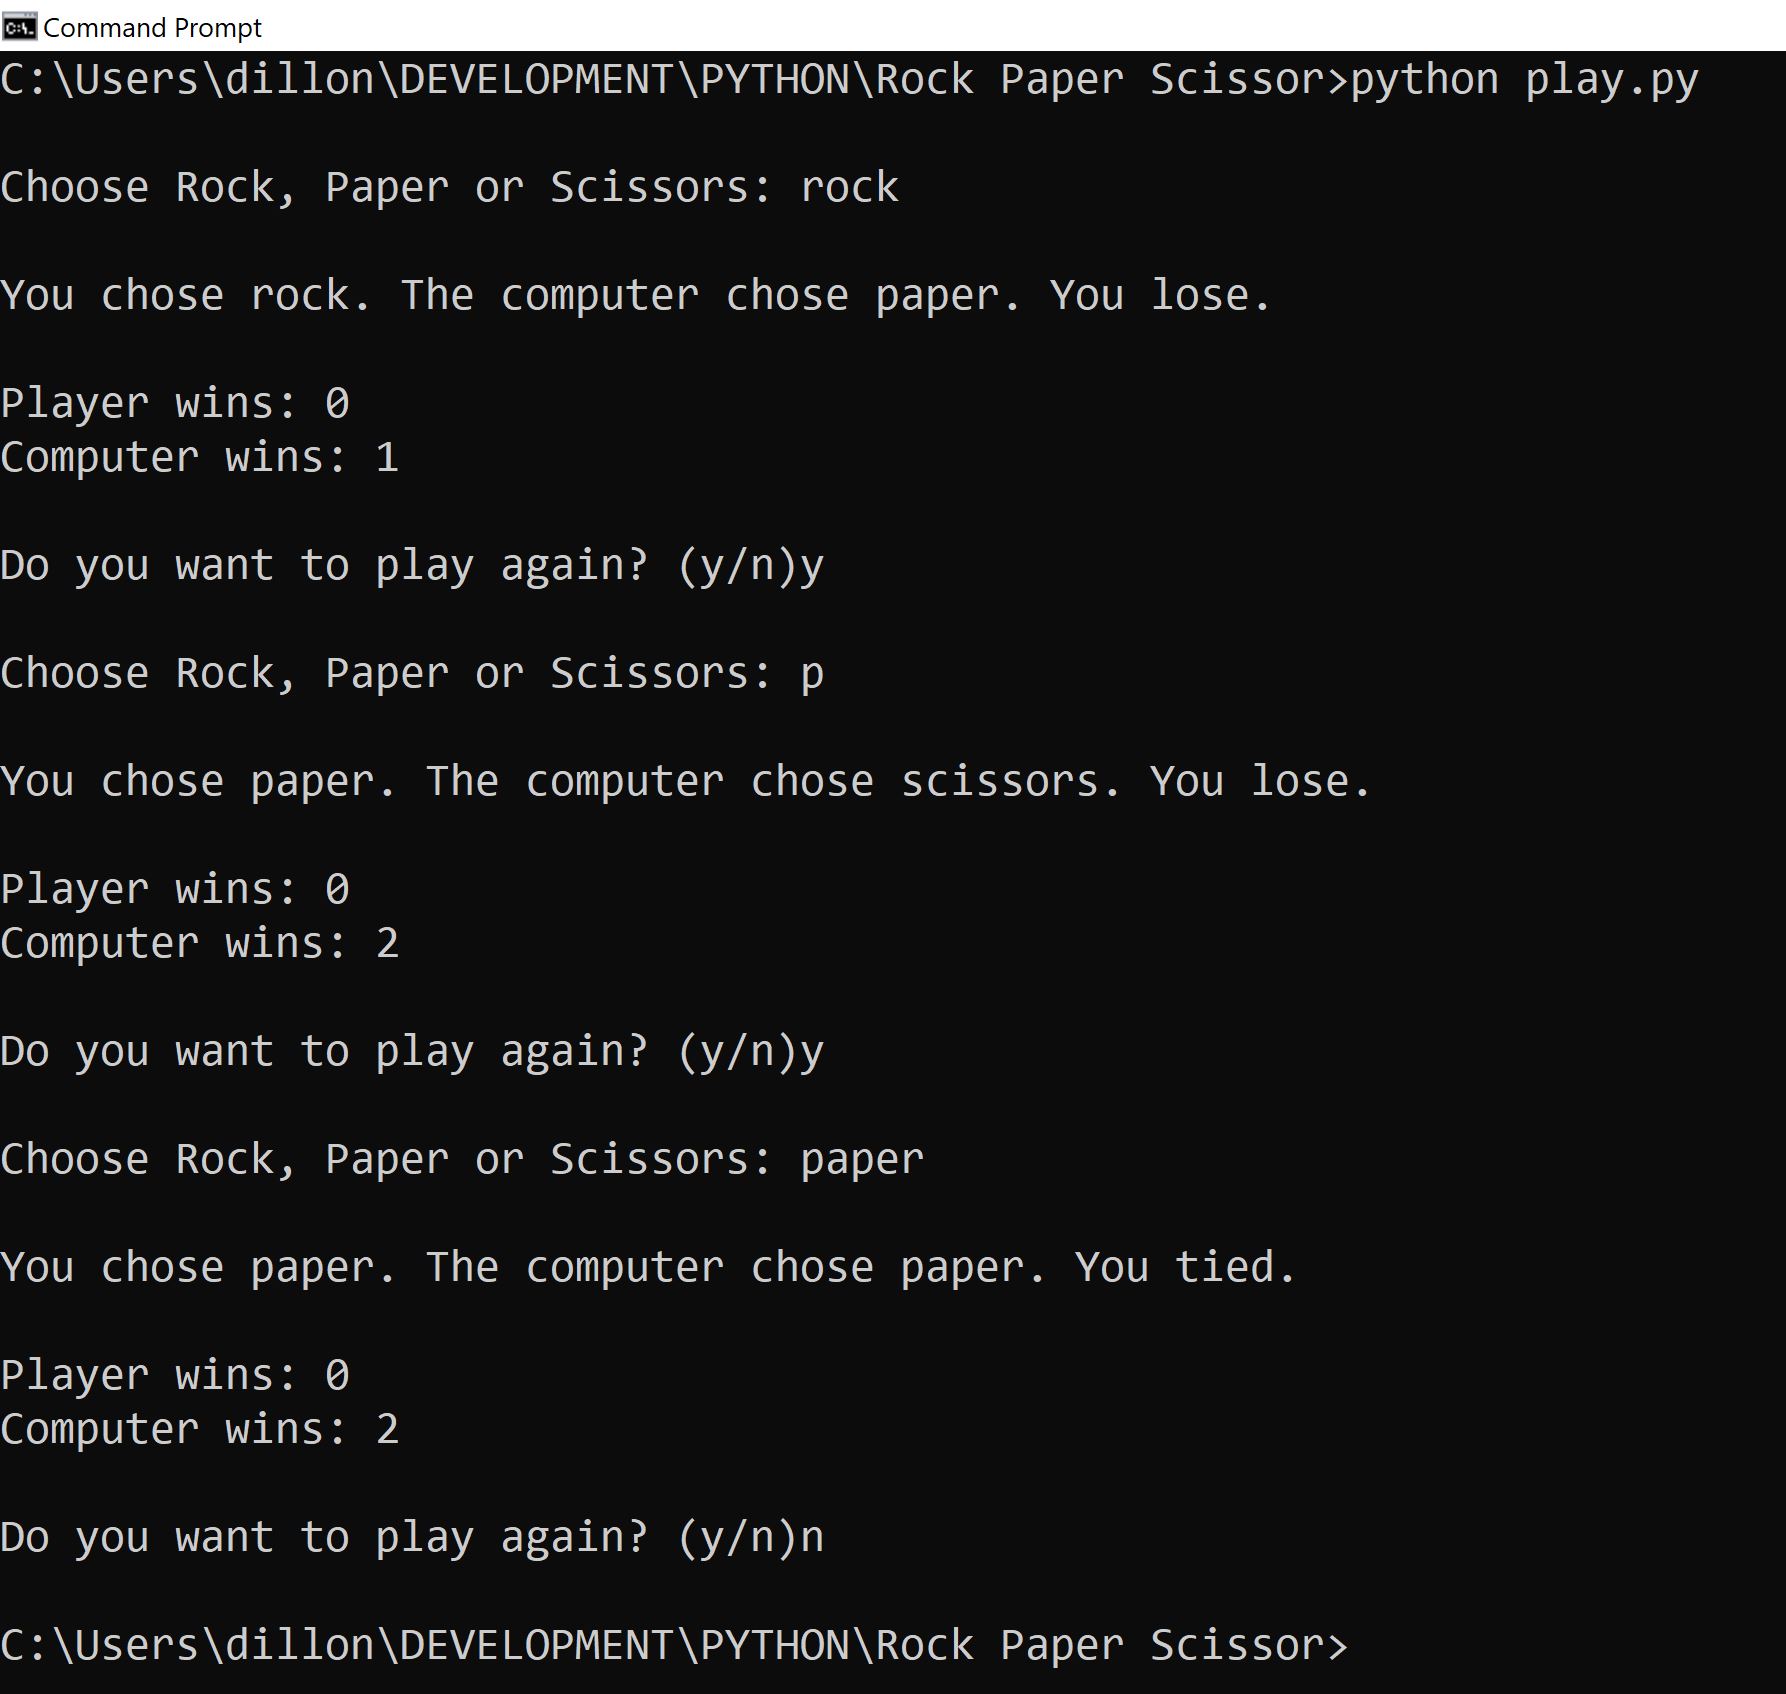 Command Prompt
C:\Users\dillon\DEVELOPMENT\PYTHON\Rock Paper Scissor>python play.py
Choose Rock, Paper or Scissors: rock
You chose rock. The computer chose paper. You lose.
Player wins: 0
Computer wins: 1
Do you want to play again? (y/n)y
Choose Rock, Paper or Scissors: p
You chose paper. The computer chose scissors. You lose.
Player wins: 0
Computer wins: 2
Do you want to play again? (y/n)y
Choose Rock, Paper or Scissors: paper
You chose paper. The computer chose paper. You tied.
Player wins: 0
Computer wins: 2
Do you want to play again? (y/n)n
C:\Users\dillon\DEVELOPMENT\PYTHON\Rock Paper Scissor>